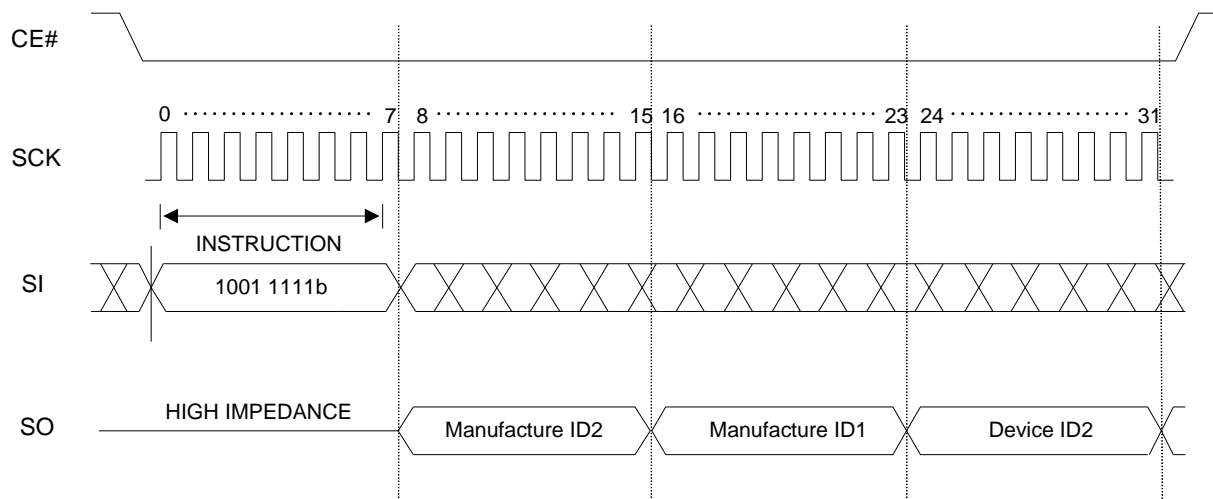 CE#
0 ................ 7 8 ................ 15 16 ................ 23 24 ................ 31
SCK
INSTRUCTION
SI
1001 1111b
HIGH IMPEDANCE
SO
Manufacture ID2
Manufacture ID1
Device ID2